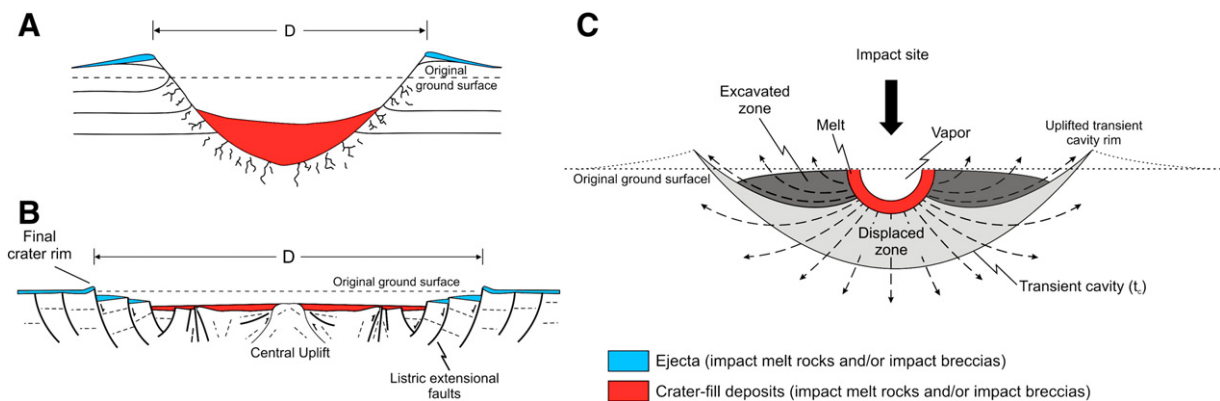 A
D
Original
ground surface
B
Final
crater rim
D
Original ground surface
Central Uplift
Listric extensional
faults
C
Impact site
Excavated
zone
Melt
Vapor
Uplifted transient
cavity rim
Original ground surfacel
Displaced
zone
Transient cavity (tc)
Ejecta (impact melt rocks and/or impact breccias)
Crater-fill deposits (impact melt rocks and/or impact breccias)